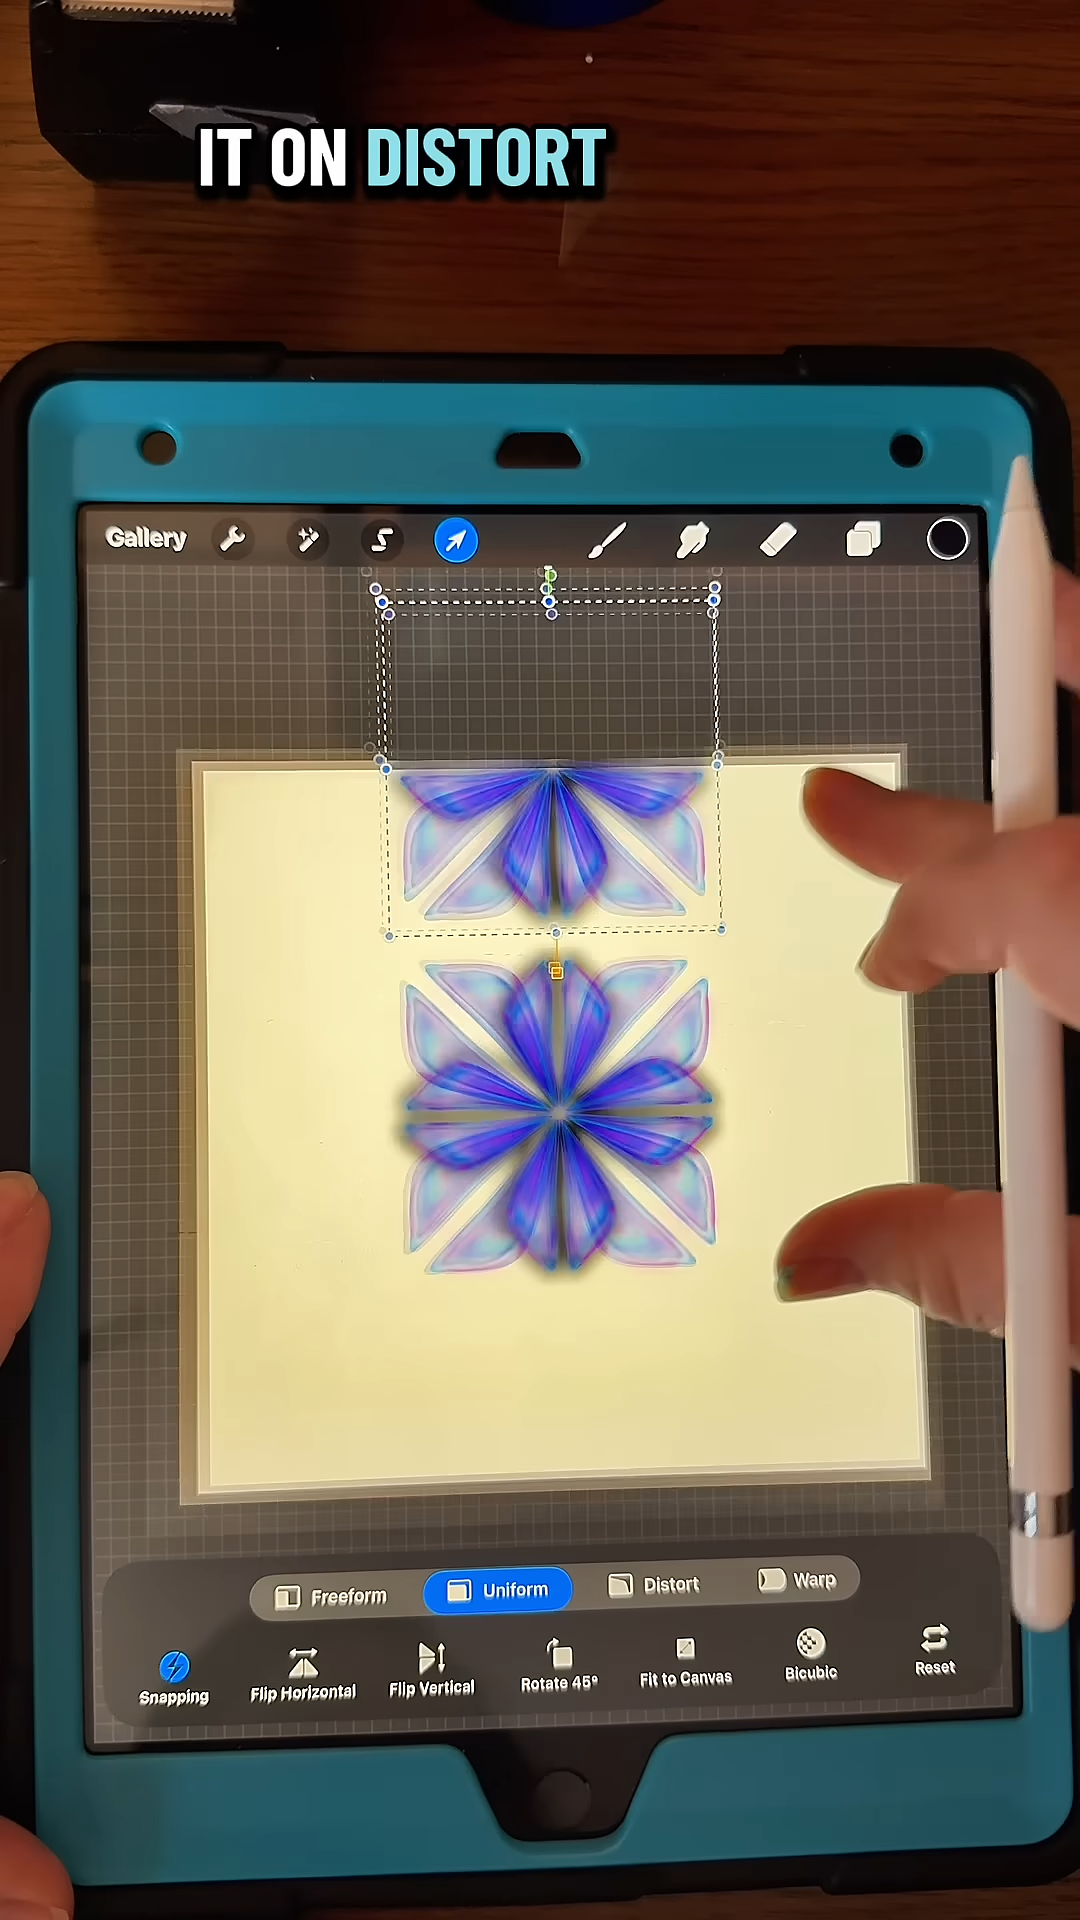 IT ON DISTORT
Gallery
Freeform Uniform Distort Warp
Snapping Flip Horizontal Flip Vertical Rotate 45° Fit to Canvas Bicubic Reset